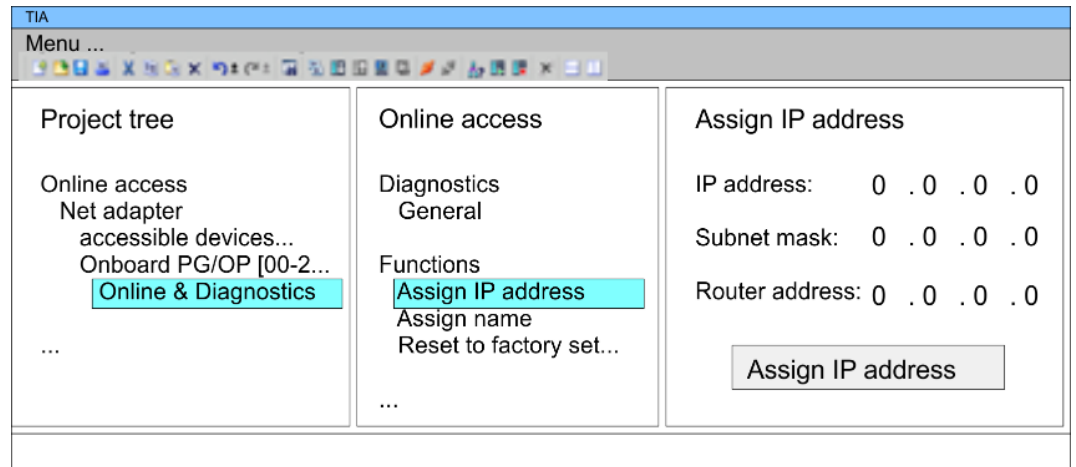 TIA
Menu ...
Project tree
Online access
Net adapter
accessible devices...
Onboard PG/OP [00-2...
Online & Diagnostics
...
Online access
Diagnostics
General
Functions
Assign IP address
Assign name
Reset to factory set...
...
Assign IP address
IP address: 0 . 0 . 0 . 0
Subnet mask: 0 . 0 . 0 . 0
Router address: 0 . 0 . 0 . 0
Assign IP address